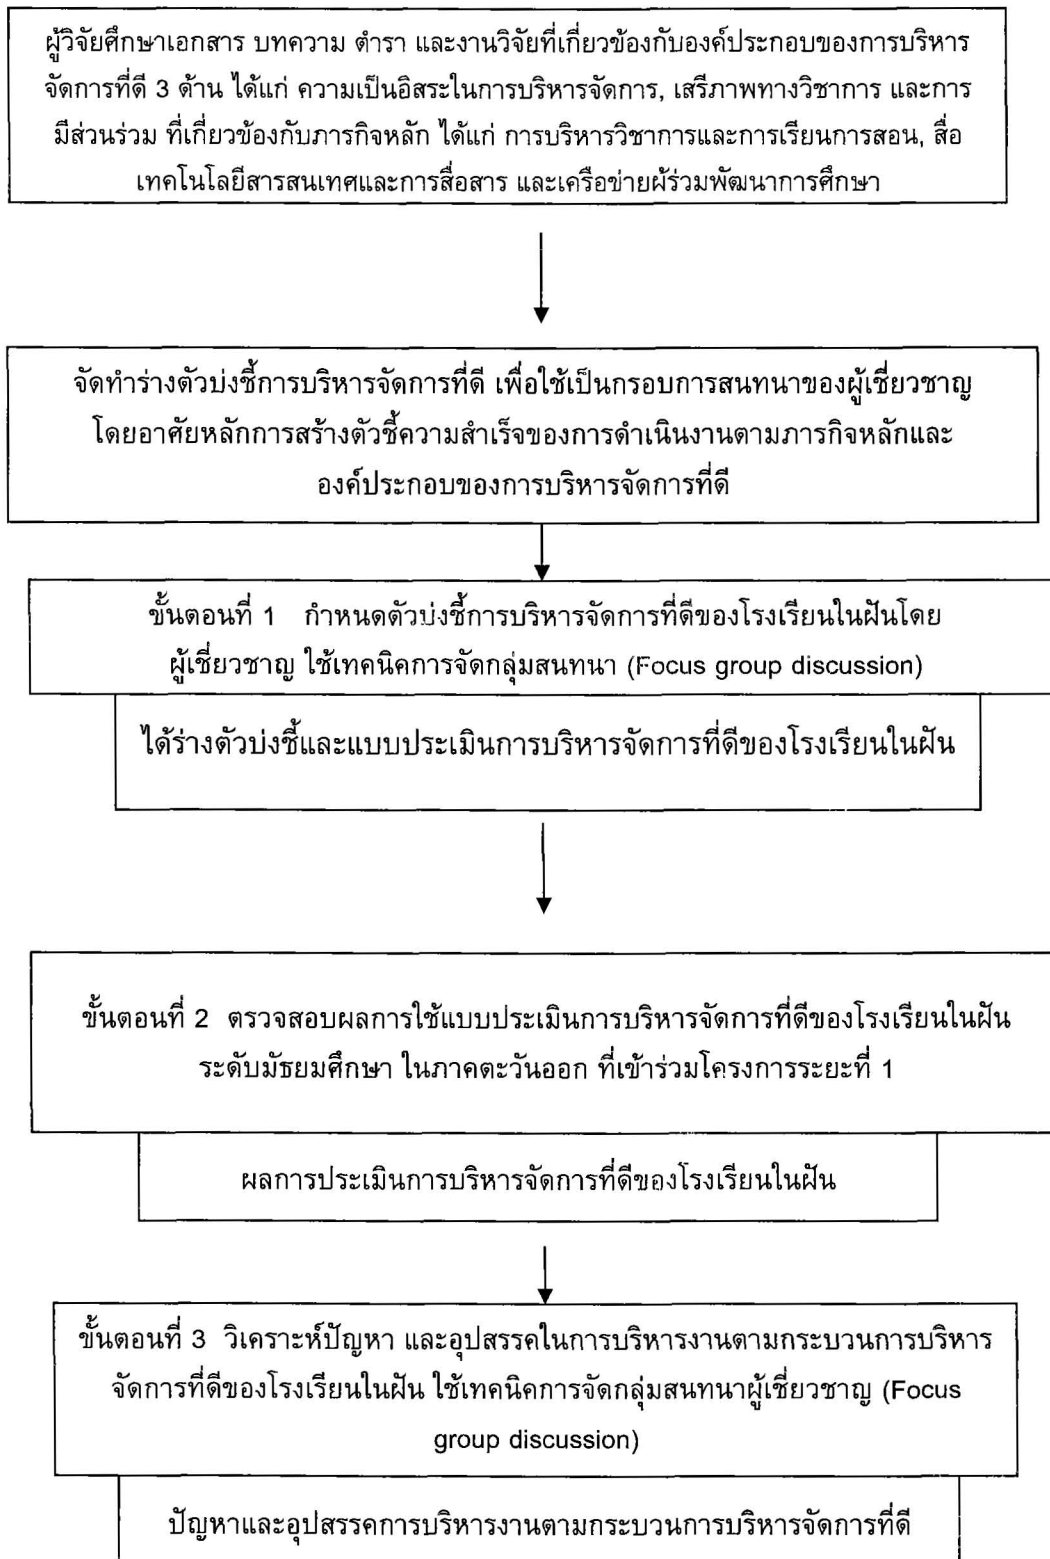 ผู้วิจัยศึกษาเอกสาร บทความ ตำรา และงานวิจัยที่เกี่ยวข้องกับองค์ประกอบของการบริหาร
จัดการที่ดี 3 ด้าน ได้แก่ ความเป็นอิสระในการบริหารจัดการ, เสรีภาพทางวิชาการ และการ
มีส่วนร่วม ที่เกี่ยวข้องกับภารกิจหลัก ได้แก่ การบริหารวิชาการและการเรียนการสอน, สื่อ
เทคโนโลยีสารสนเทศและการสื่อสาร และเครือข่ายผู้ร่วมพัฒนาการศึกษา
จัดทำร่างตัวบ่งชี้การบริหารจัดการที่ดี เพื่อใช้เป็นกรอบการสนทนาของผู้เชี่ยวชาญ
โดยอาศัยหลักการสร้างตัวชี้ความสำเร็จของการดำเนินงานตามภารกิจหลักและ
องค์ประกอบของการบริหารจัดการที่ดี
ขั้นตอนที่ 1 กำหนดตัวบ่งชี้การบริหารจัดการที่ดีของโรงเรียนในฝันโดย
ผู้เชี่ยวชาญ ใช้เทคนิคการจัดกลุ่มสนทนา (Focus group discussion)
ได้ร่างตัวบ่งชี้และแบบประเมินการบริหารจัดการที่ดีของโรงเรียนในฝัน
ขั้นตอนที่ 2 ตรวจสอบผลการใช้แบบประเมินการบริหารจัดการที่ดีของโรงเรียนในฝัน
ระดับมัธยมศึกษา ในภาคตะวันออก ที่เข้าร่วมโครงการระยะที่ 1
ผลการประเมินการบริหารจัดการที่ดีของโรงเรียนในฝัน
ขั้นตอนที่ 3 วิเคราะห์ปัญหา และอุปสรรคในการบริหารงานตามกระบวนการบริหาร
จัดการที่ดีของโรงเรียนในฝัน ใช้เทคนิคการจัดกลุ่มสนทนาผู้เชี่ยวชาญ (Focus
group discussion)
ปัญหาและอุปสรรคการบริหารงานตามกระบวนการบริหารจัดการที่ดี